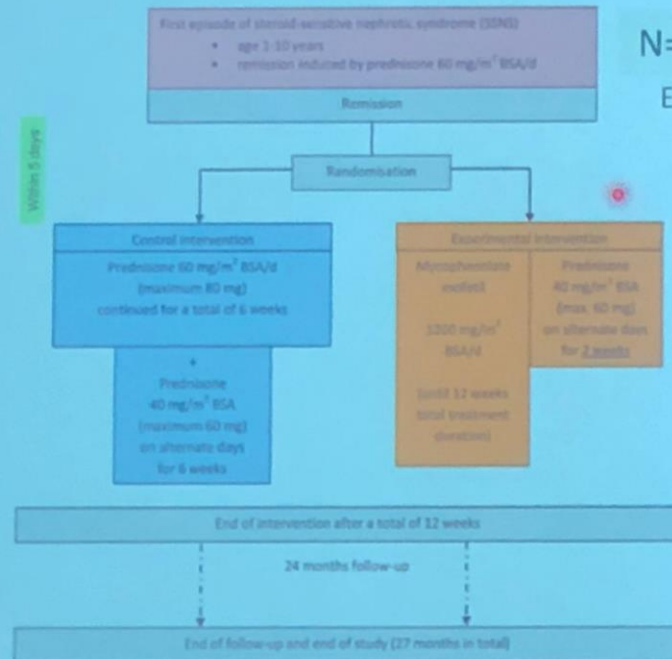 First episode of steroid-sensitive nephrotic syndrome (SSNS)
• age 1-10 years
• remission induced by prednisone 60 mg/m² BSA/d
Remission
N=
E
Within 5 days
Randomisation
Control intervention
Prednisone 60 mg/m² BSA/d
(maximum 80 mg)
continued for a total of 6 weeks
+
Prednisone
40 mg/m² BSA
(maximum 60 mg)
on alternate days
for 6 weeks
Experimental intervention
Mycophenolate
mofetil
1200 mg/m²
BSA/d
(until 12 weeks
total treatment
duration)
Prednisone
40 mg/m² BSA
(max. 60 mg)
on alternate days
for 2 weeks
End of intervention after a total of 12 weeks
24 months follow-up
End of follow-up and end of study (27 months in total)